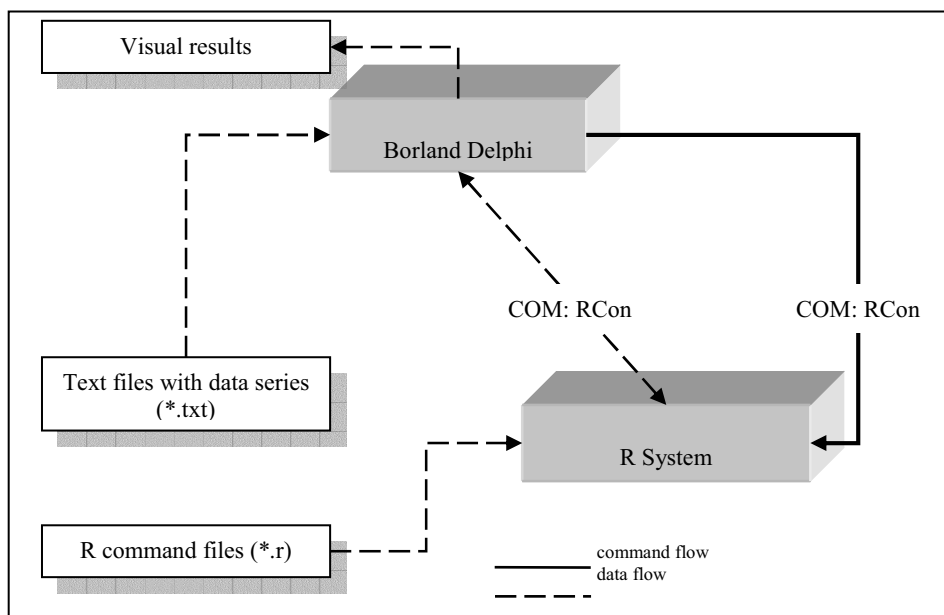 Visual results
Borland Delphi
COM: RCon
COM: RCon
Text files with data series
(*.txt)
R System
R command files (*.r)
command flow
data flow